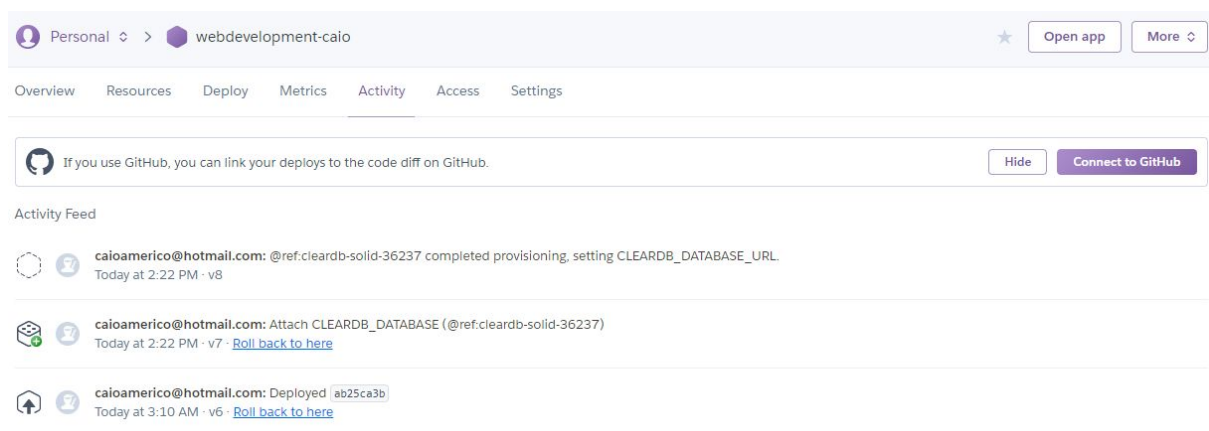 Personal > webdevelopment-caio Open app More
Overview Resources Deploy Metrics Activity Access Settings
If you use GitHub, you can link your deploys to the code diff on GitHub. Hide Connect to GitHub
Activity Feed
caioamerico@hotmail.com: @ref:cleardb-solid-36237 completed provisioning, setting CLEARDB_DATABASE_URL.
Today at 2:22 PM · v8
caioamerico@hotmail.com: Attach CLEARDB_DATABASE (@ref:cleardb-solid-36237)
Today at 2:22 PM · v7 · Roll back to here
caioamerico@hotmail.com: Deployed ab25ca3b
Today at 3:10 AM · v6 · Roll back to here